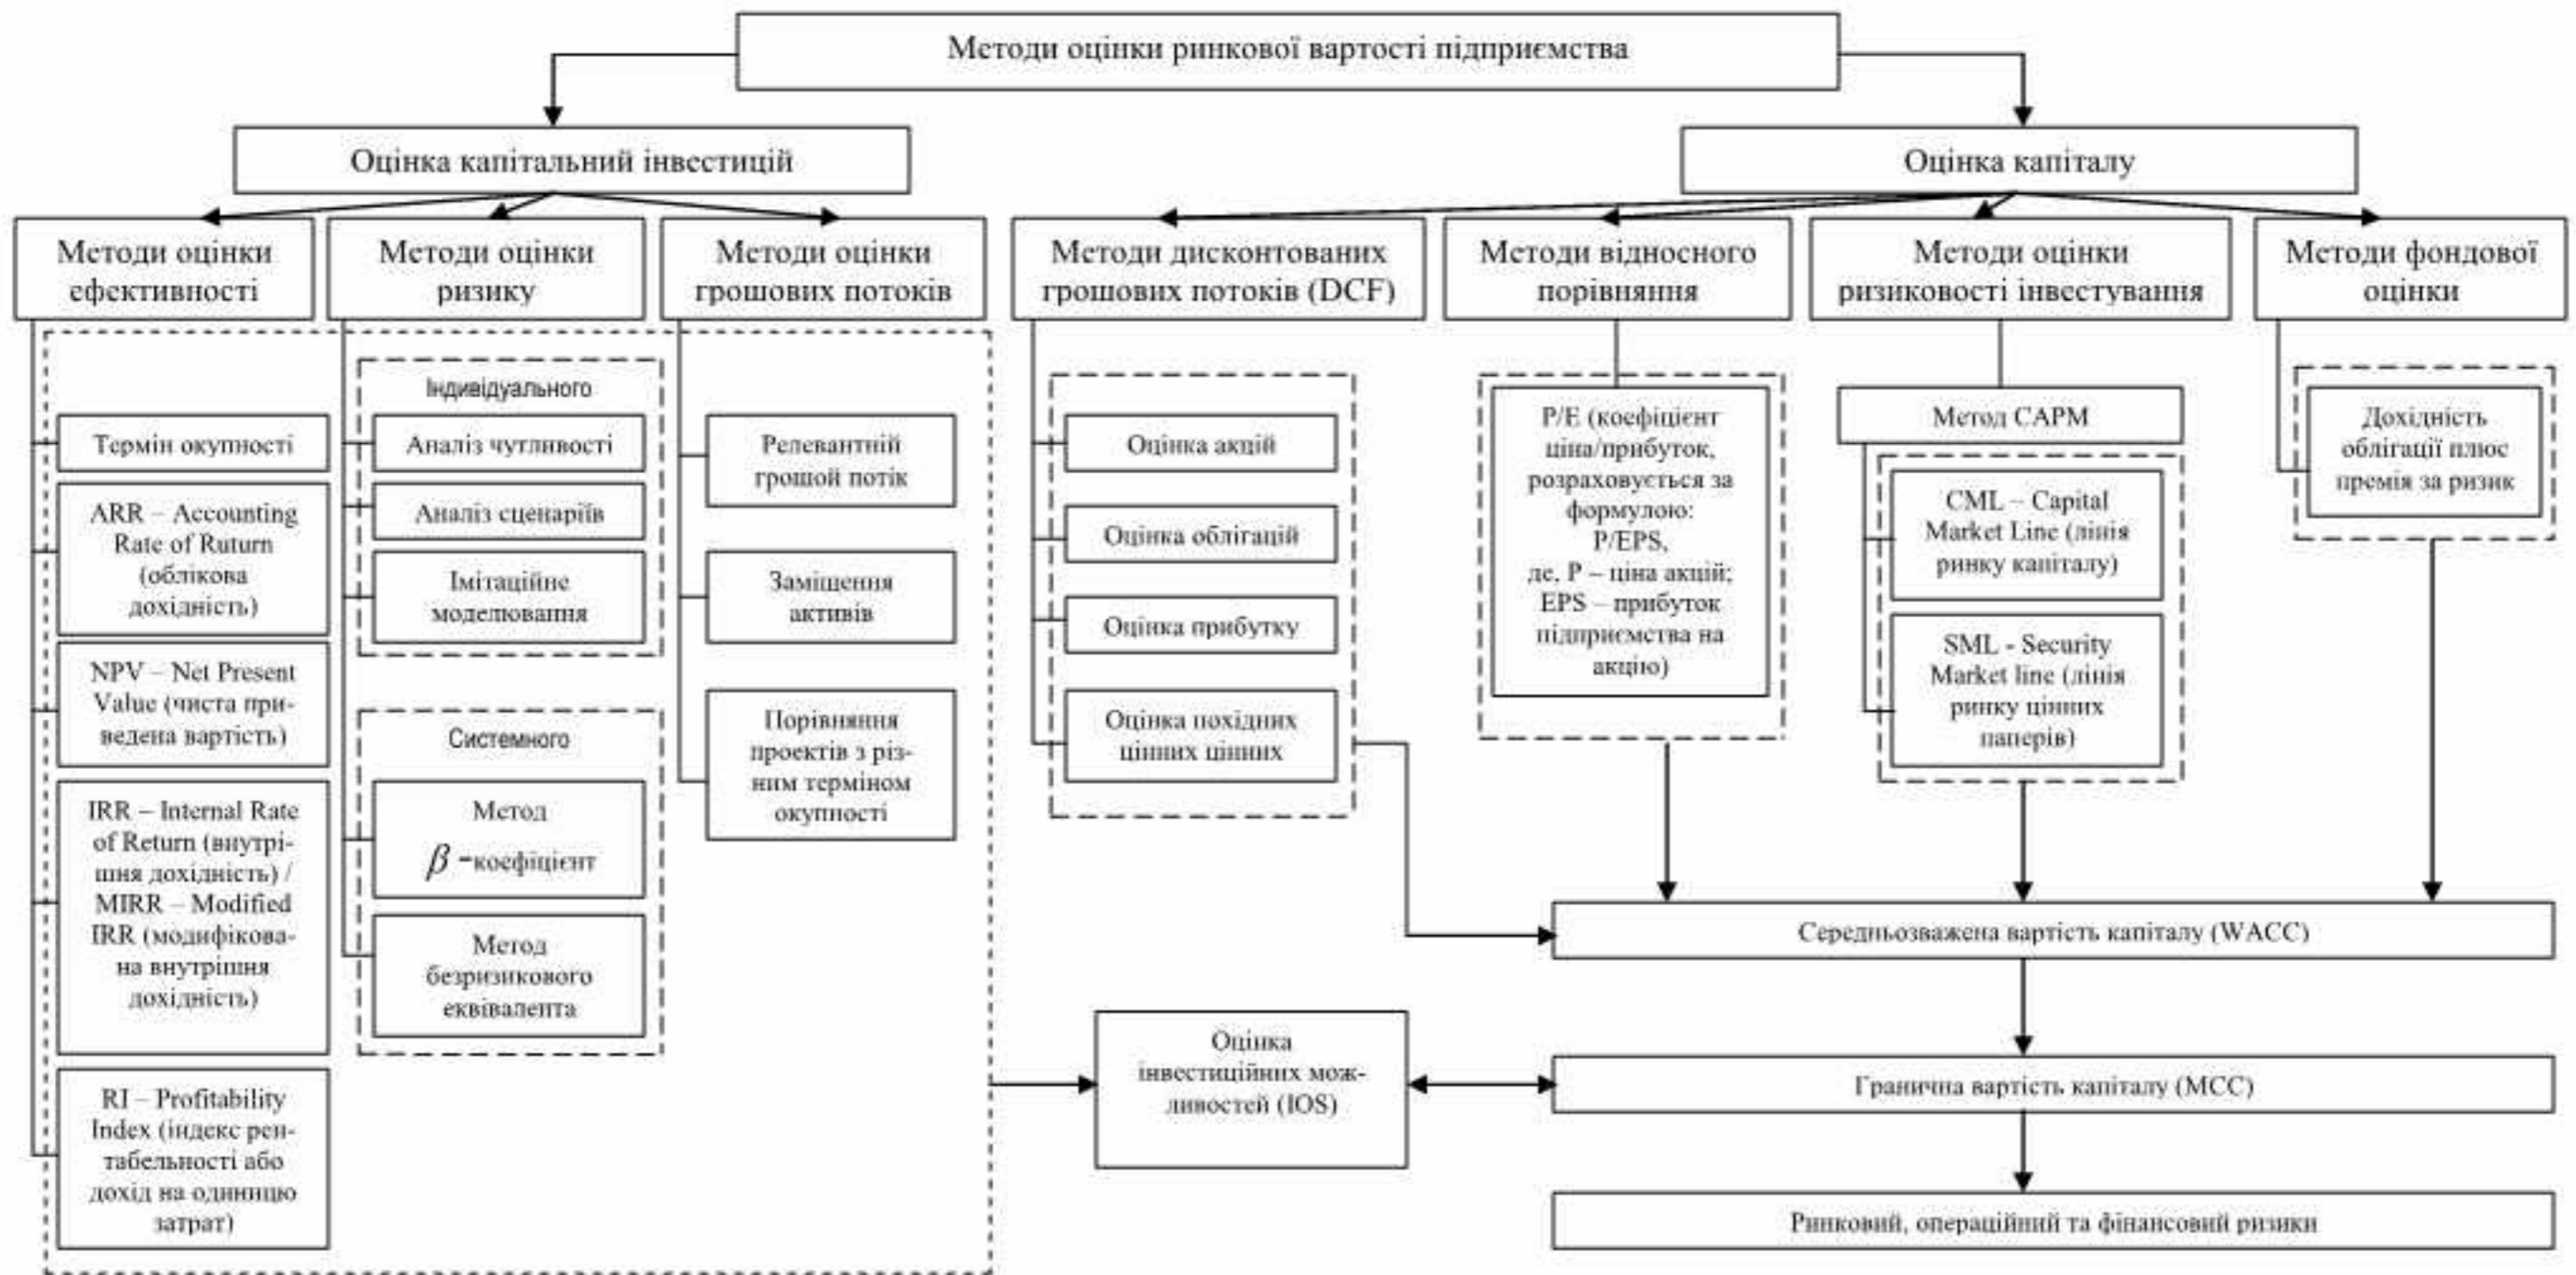 Методи оцінки ринкової вартості підприємства
Оцінка капітальний інвестицій
Оцінка капіталу
Методи оцінки
ефективності
Методи оцінки
ризику
Методи оцінки
грошових потоків
Методи дисконтованих
грошових потоків (DCF)
Методи відносного
порівняння
Методи оцінки
ризиковості інвестування
Методи фондової
оцінки
Термін окупності
ARR – Accounting
Rate of Ruturn
(облікова
дохідність)
NPV – Net Present
Value (чиста при-
ведена вартість)
IRR – Internal Rate
of Return (внутрі-
шня дохідність) /
MIRR – Modified
IRR (модифікова-
на внутрішня
дохідність)
RI – Profitability
Index (індекс рен-
табельності або
дохід на одиницю
затрат)
Індивідуального
Аналіз чутливості
Аналіз сценаріїв
Імітаційне
моделювання
Системного
Метод
β -коефіцієнт
Метод
безризикового
еквівалента
Релевантній
грошой потік
Заміщення
активів
Порівняння
проектів з різ-
ним терміном
окупності
Оцінка акцій
Оцінка облігацій
Оцінка прибутку
Оцінка похідних
цінних цінних
P/E (коефіцієнт
ціна/прибуток,
розраховується за
формулою:
P/EPS,
де, P – ціна акцій;
EPS – прибуток
підприємства на
акцію)
Метод CAPM
CML – Capital
Market Line (лінія
ринку капіталу)
SML - Security
Market line (лінія
ринку цінних
паперів)
Дохідність
облігації плюс
премія за ризик
Середньозважена вартість капіталу (WACC)
Оцінка
інвестиційних мож-
ливостей (IOS)
Гранична вартість капіталу (MCC)
Ринковий, операційний та фінансовий ризики